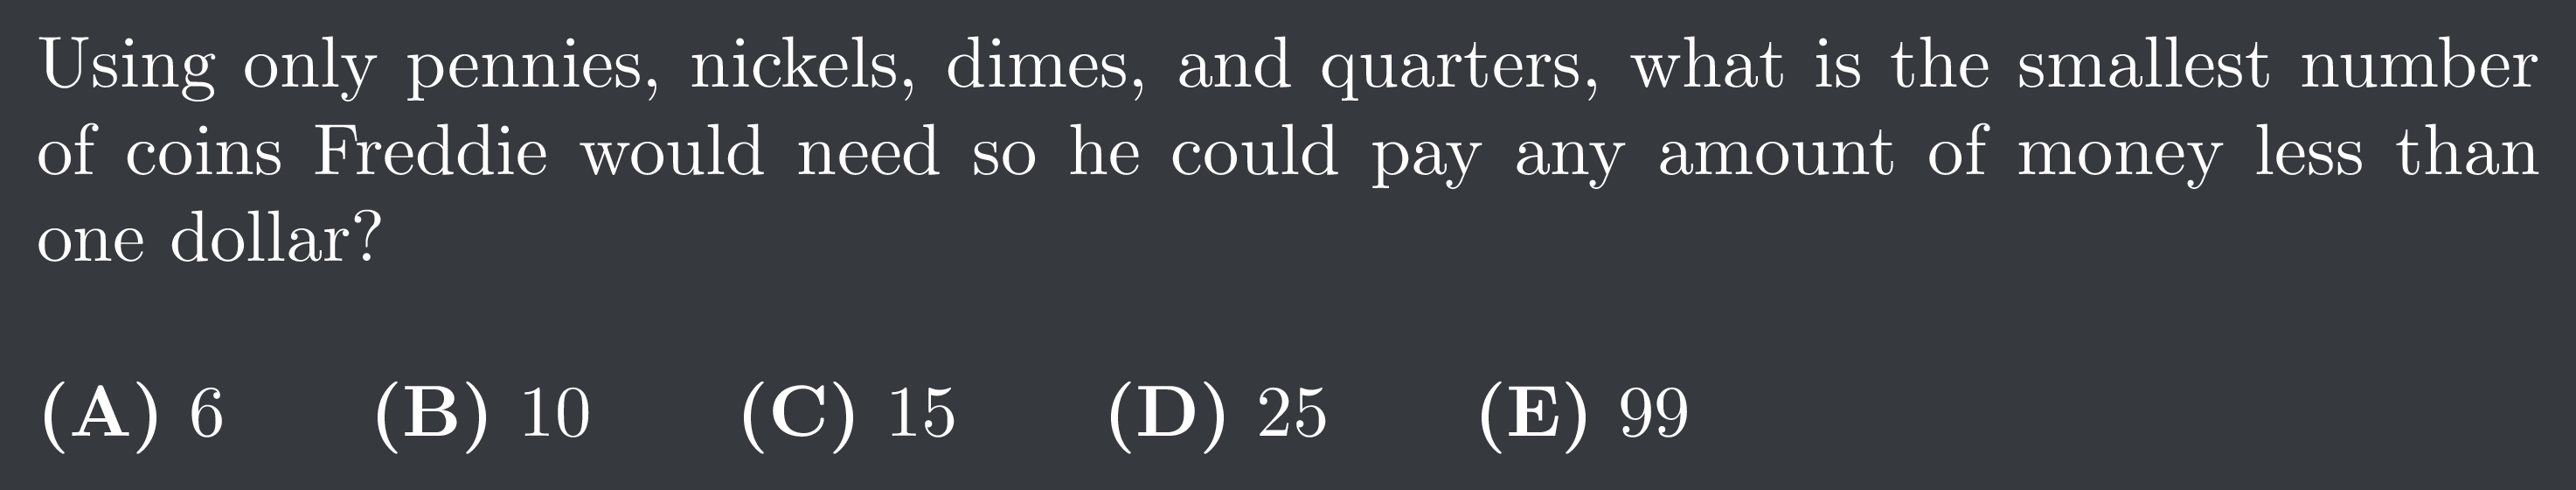 Using only pennies, nickels, dimes, and quarters, what is the smallest number
of coins Freddie would need so he could pay any amount of money less than
one dollar?
(A) 6 (B) 10 (C) 15 (D) 25 (E) 99